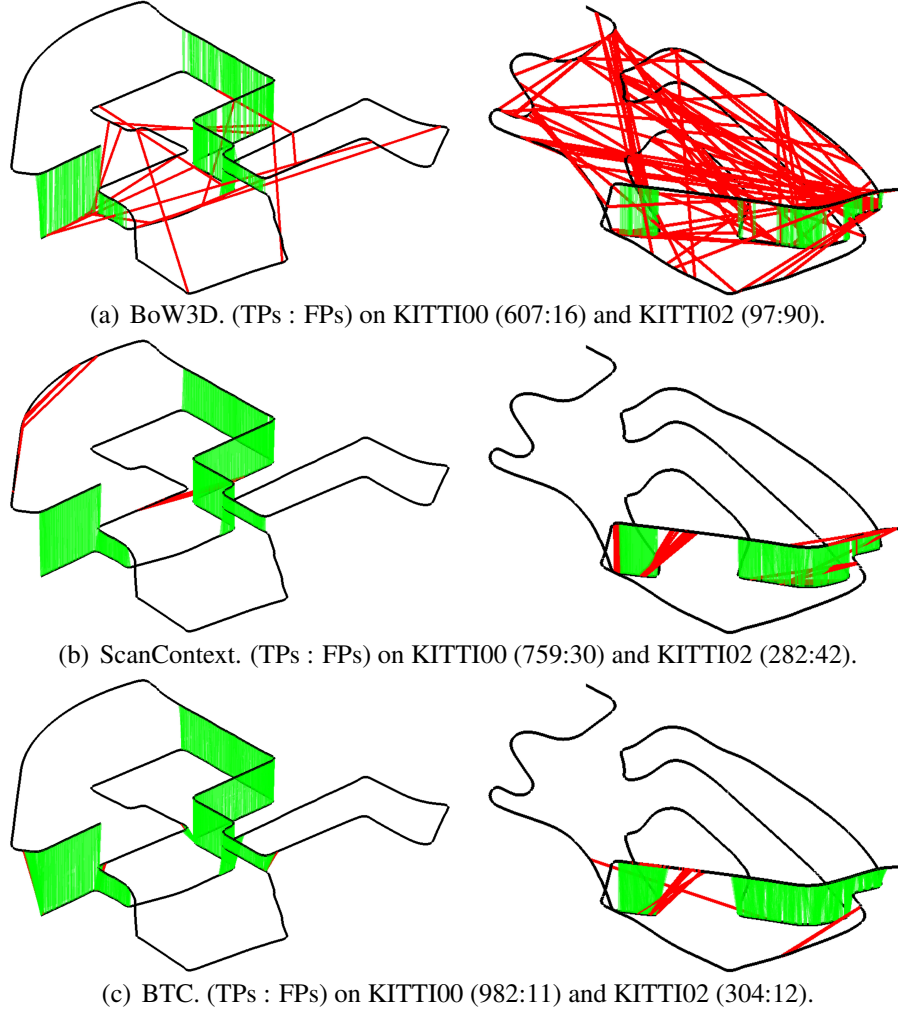 (a) BoW3D. (TPs : FPs) on KITTI00 (607:16) and KITTI02 (97:90).
(b) ScanContext. (TPs : FPs) on KITTI00 (759:30) and KITTI02 (282:42).
(c) BTC. (TPs : FPs) on KITTI00 (982:11) and KITTI02 (304:12).